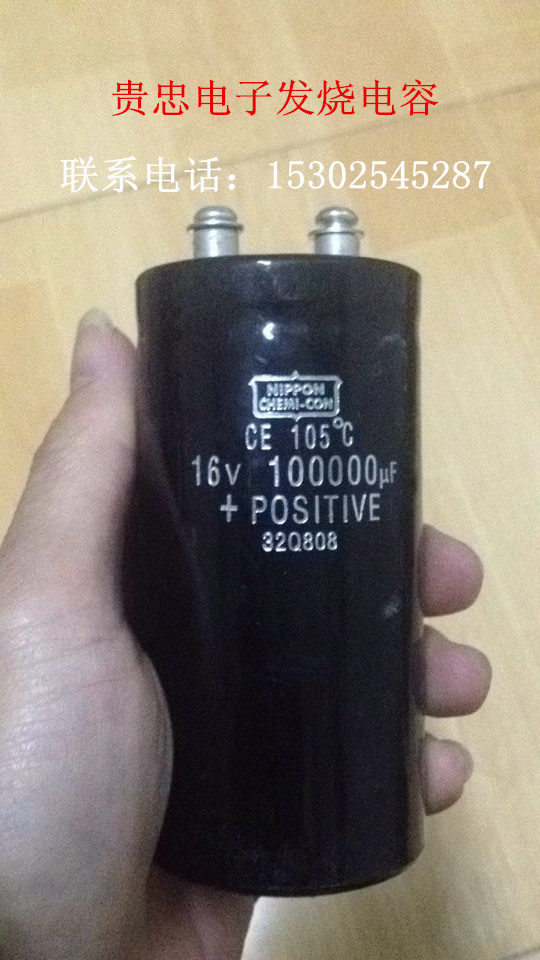 贵忠电子发烧电容
联系电话：15302545287
NIPPON
CHEMI-CON
CE 105°C
16V 100000μF
+ POSITIVE
32Q808